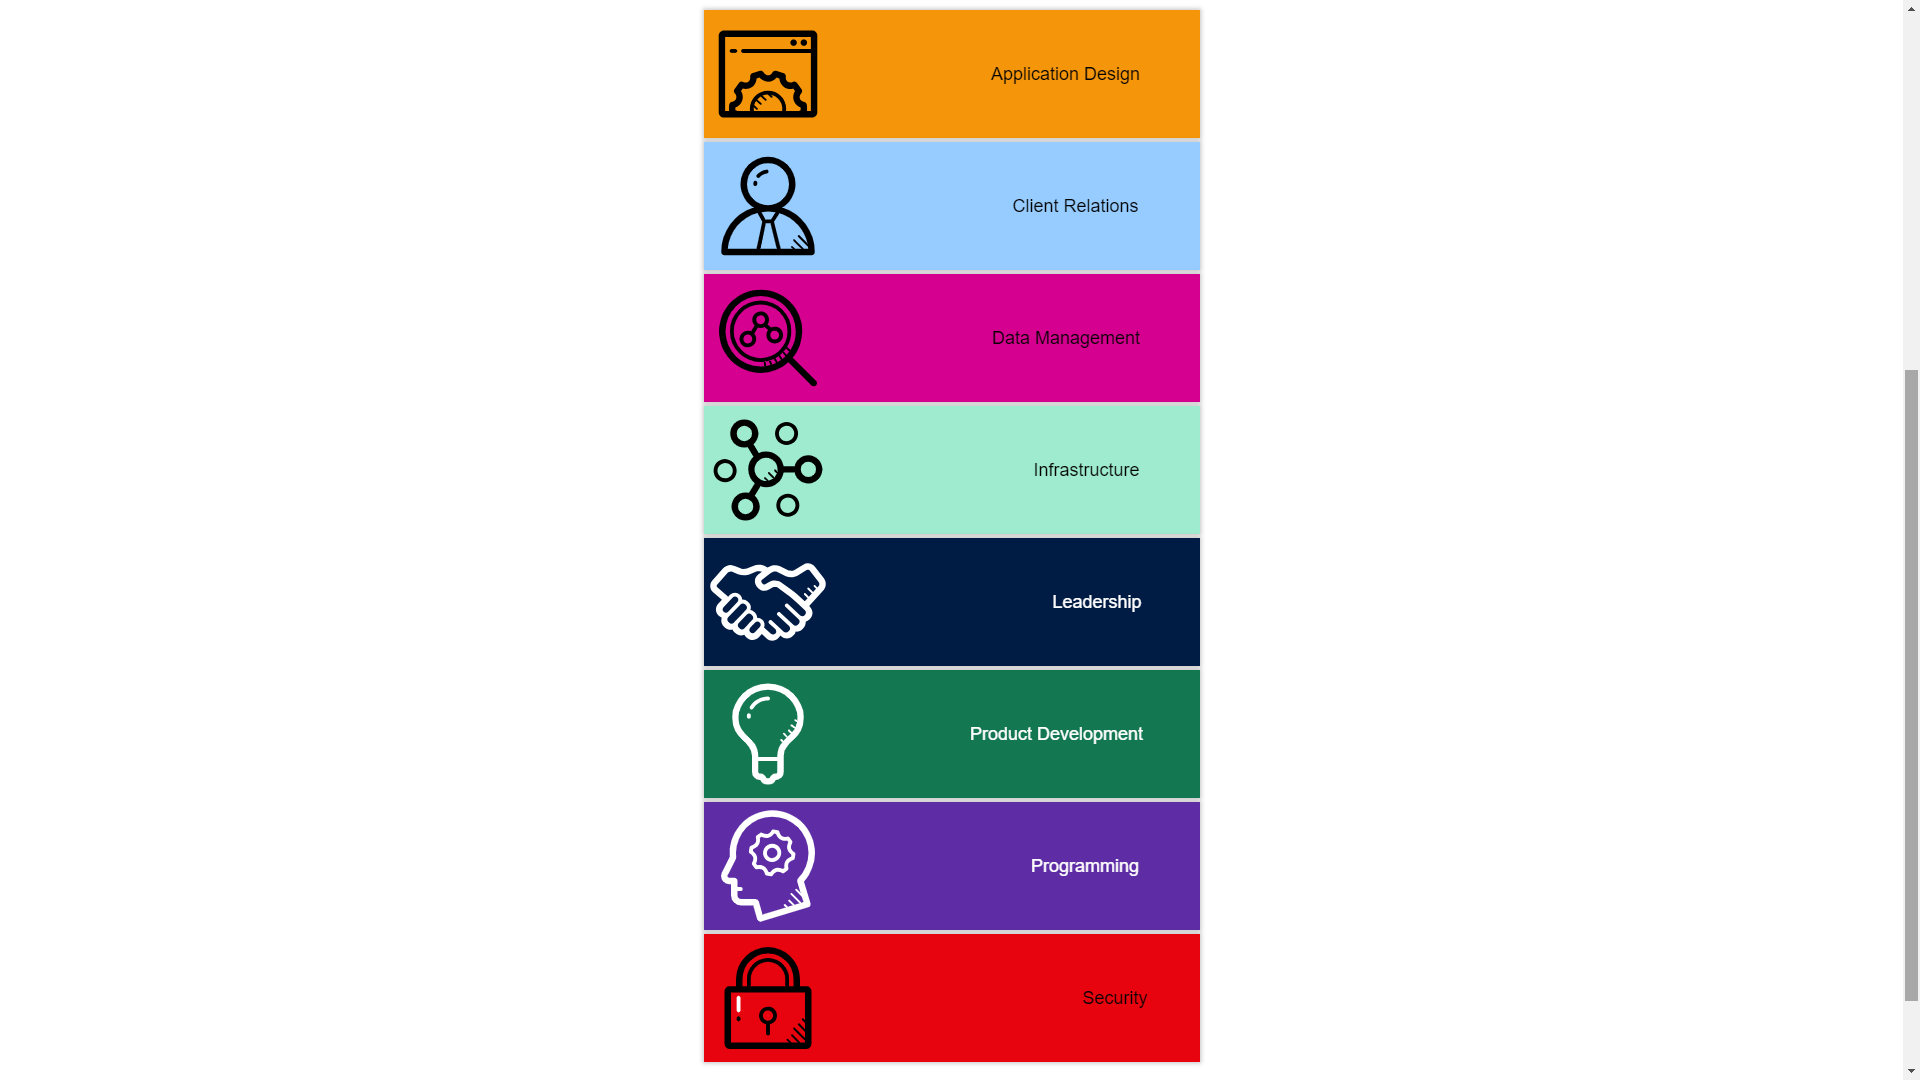 Application Design
Client Relations
Data Management
Infrastructure
Leadership
Product Development
Programming
Security